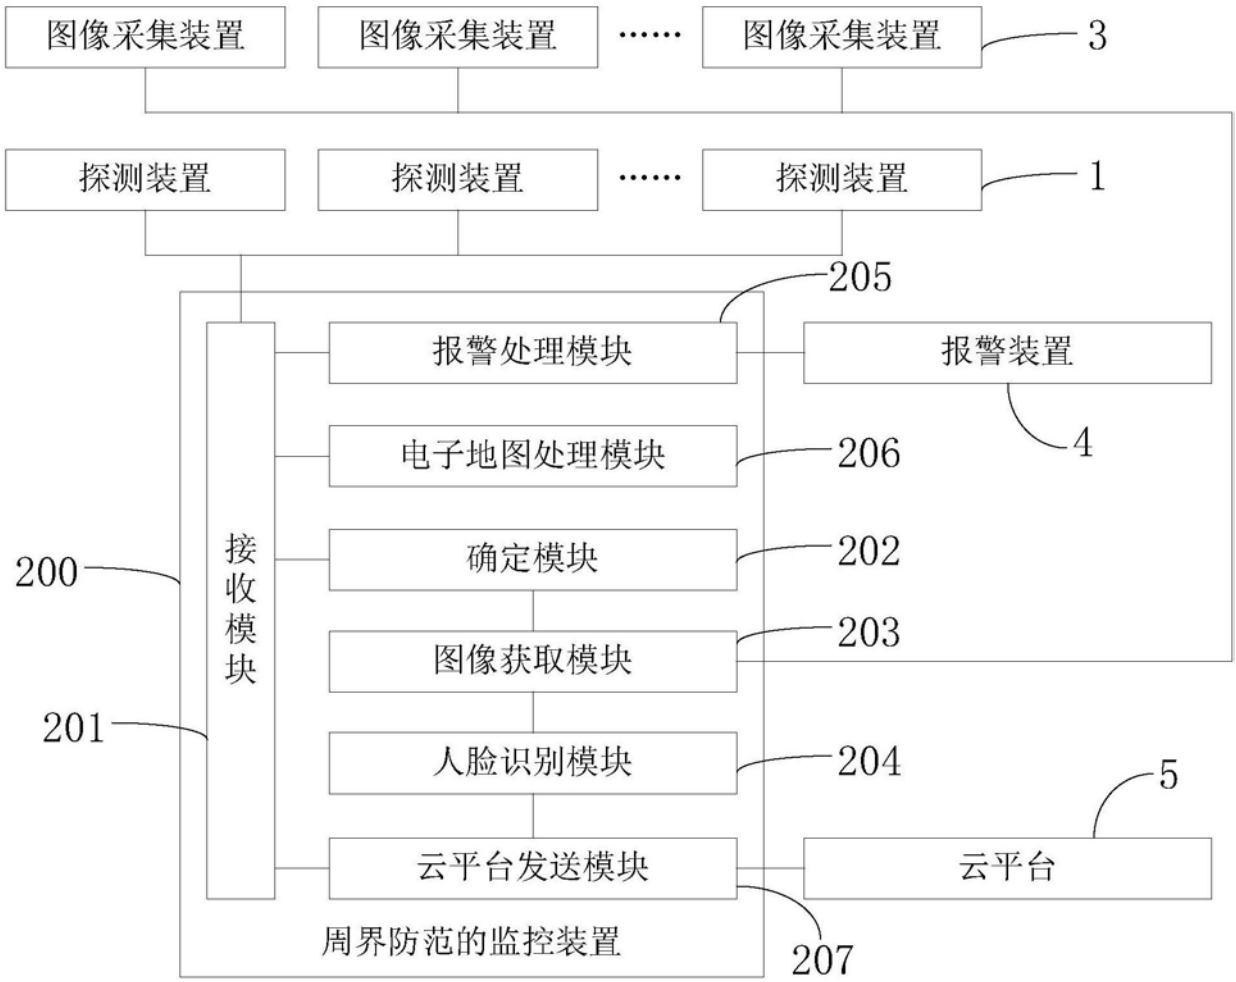 图像采集装置 图像采集装置 …… 图像采集装置 3
探测装置 探测装置 …… 探测装置 1
205
报警处理模块 报警装置
4
电子地图处理模块 206
接收模块
确定模块 202
200
图像获取模块 203
201
人脸识别模块 204
5
云平台发送模块 云平台
周界防范的监控装置
207